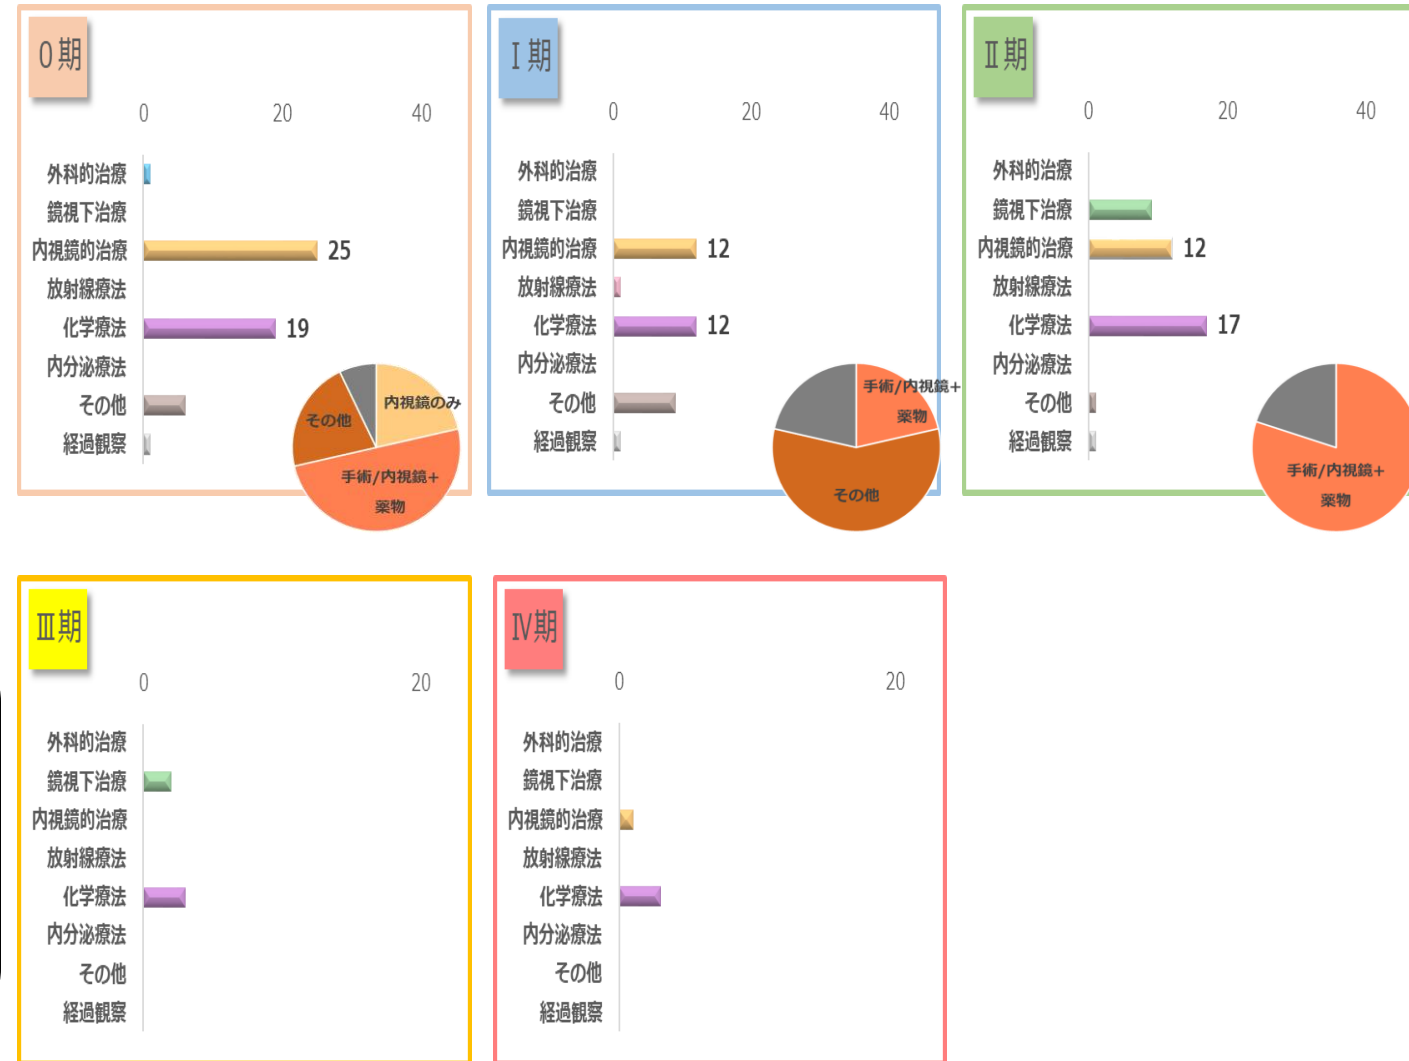 0期
0 20 40
外科的治療
鏡視下治療
内視鏡的治療 25
放射線療法
化学療法 19
内分泌療法
その他
経過観察
内視鏡のみ
その他
手術/内視鏡+
薬物
Ⅰ期
0 20 40
外科的治療
鏡視下治療
内視鏡的治療 12
放射線療法
化学療法 12
内分泌療法
その他
経過観察
手術/内視鏡+
薬物
その他
Ⅱ期
0 20 40
外科的治療
鏡視下治療
内視鏡的治療 12
放射線療法
化学療法 17
内分泌療法
その他
経過観察
手術/内視鏡+
薬物
Ⅲ期
0 20
外科的治療
鏡視下治療
内視鏡的治療
放射線療法
化学療法
内分泌療法
その他
経過観察
Ⅳ期
0 20
外科的治療
鏡視下治療
内視鏡的治療
放射線療法
化学療法
内分泌療法
その他
経過観察